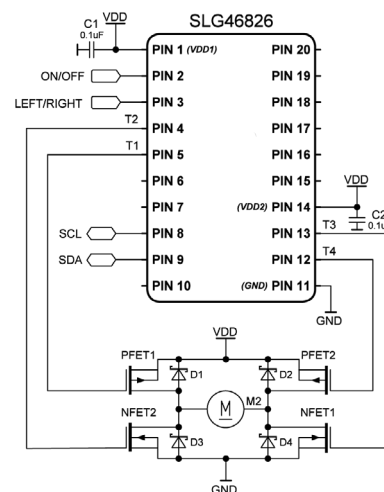 SLG46826
C1
VDD
0.1uF
PIN 1 (VDD1)
PIN 20
ON/OFF
PIN 2
PIN 19
LEFT/RIGHT
PIN 3
PIN 18
T2
PIN 4
PIN 17
T1
PIN 5
PIN 16
PIN 6
PIN 15
VDD
PIN 7
(VDD2) PIN 14
C2
0.1uF
SCL
PIN 8
PIN 13
T3
SDA
PIN 9
PIN 12
T4
PIN 10
(GND) PIN 11
GND
VDD
PFET1
PFET2
D1
D2
M
M2
NFET2
NFET1
D3
D4
GND